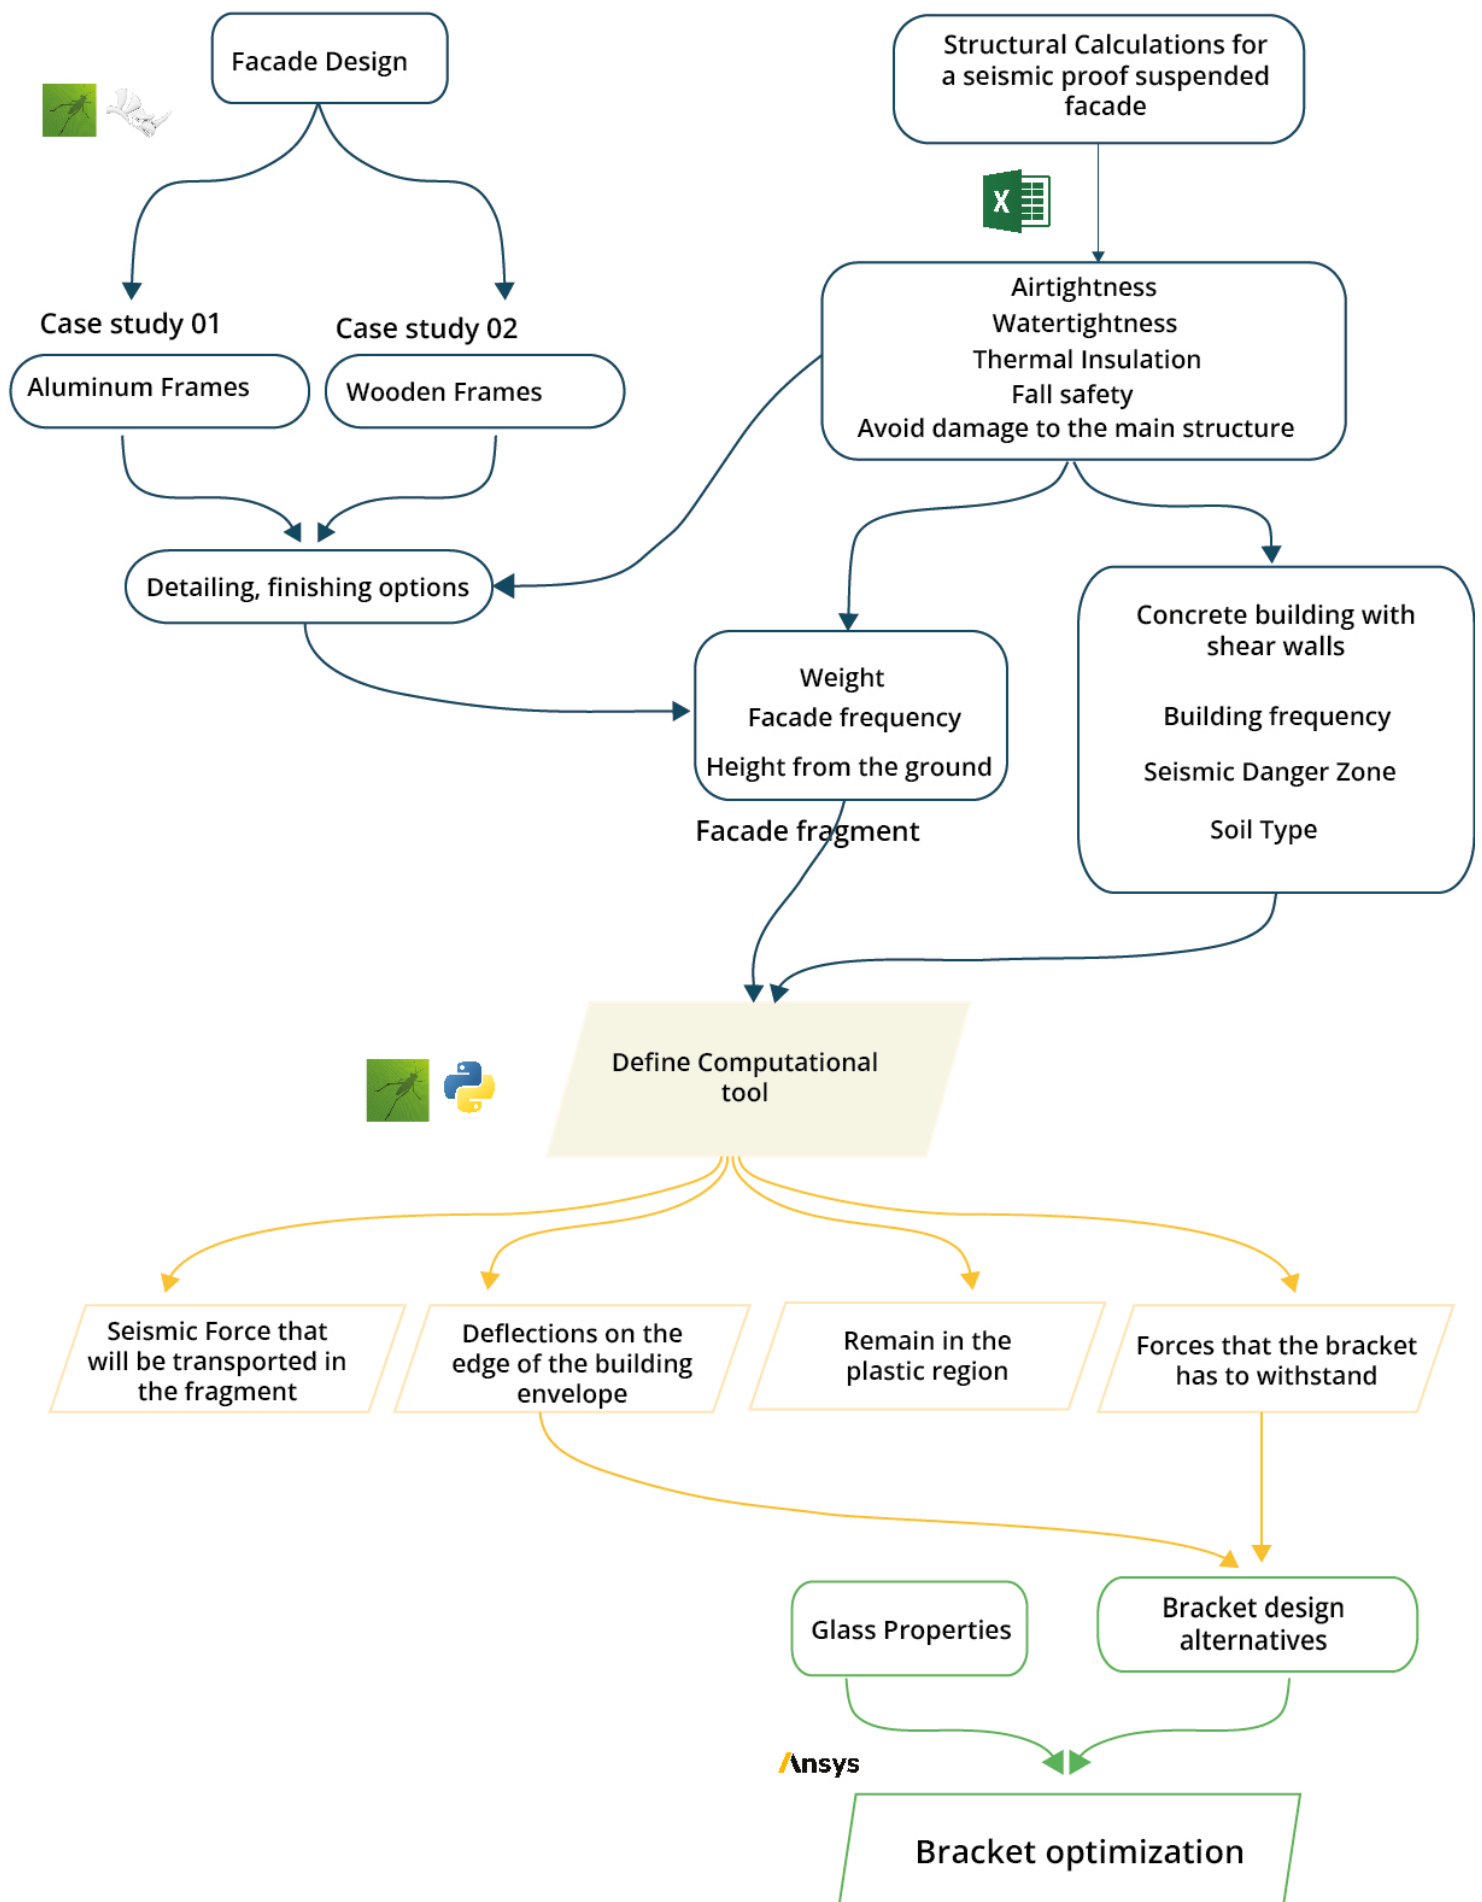 Facade Design
Structural Calculations for
a seismic proof suspended
facade
X
Airtightness
Watertightness
Thermal Insulation
Fall safety
Avoid damage to the main structure
Case study 01
Aluminum Frames
Case study 02
Wooden Frames
Detailing, finishing options
Weight
Facade frequency
Height from the ground
Facade fragment
Concrete building with
shear walls
Building frequency
Seismic Danger Zone
Soil Type
Define Computational
tool
Seismic Force that
will be transported in
the fragment
Deflections on the
edge of the building
envelope
Remain in the
plastic region
Forces that the bracket
has to withstand
Glass Properties
Bracket design
alternatives
Ansys
Bracket optimization